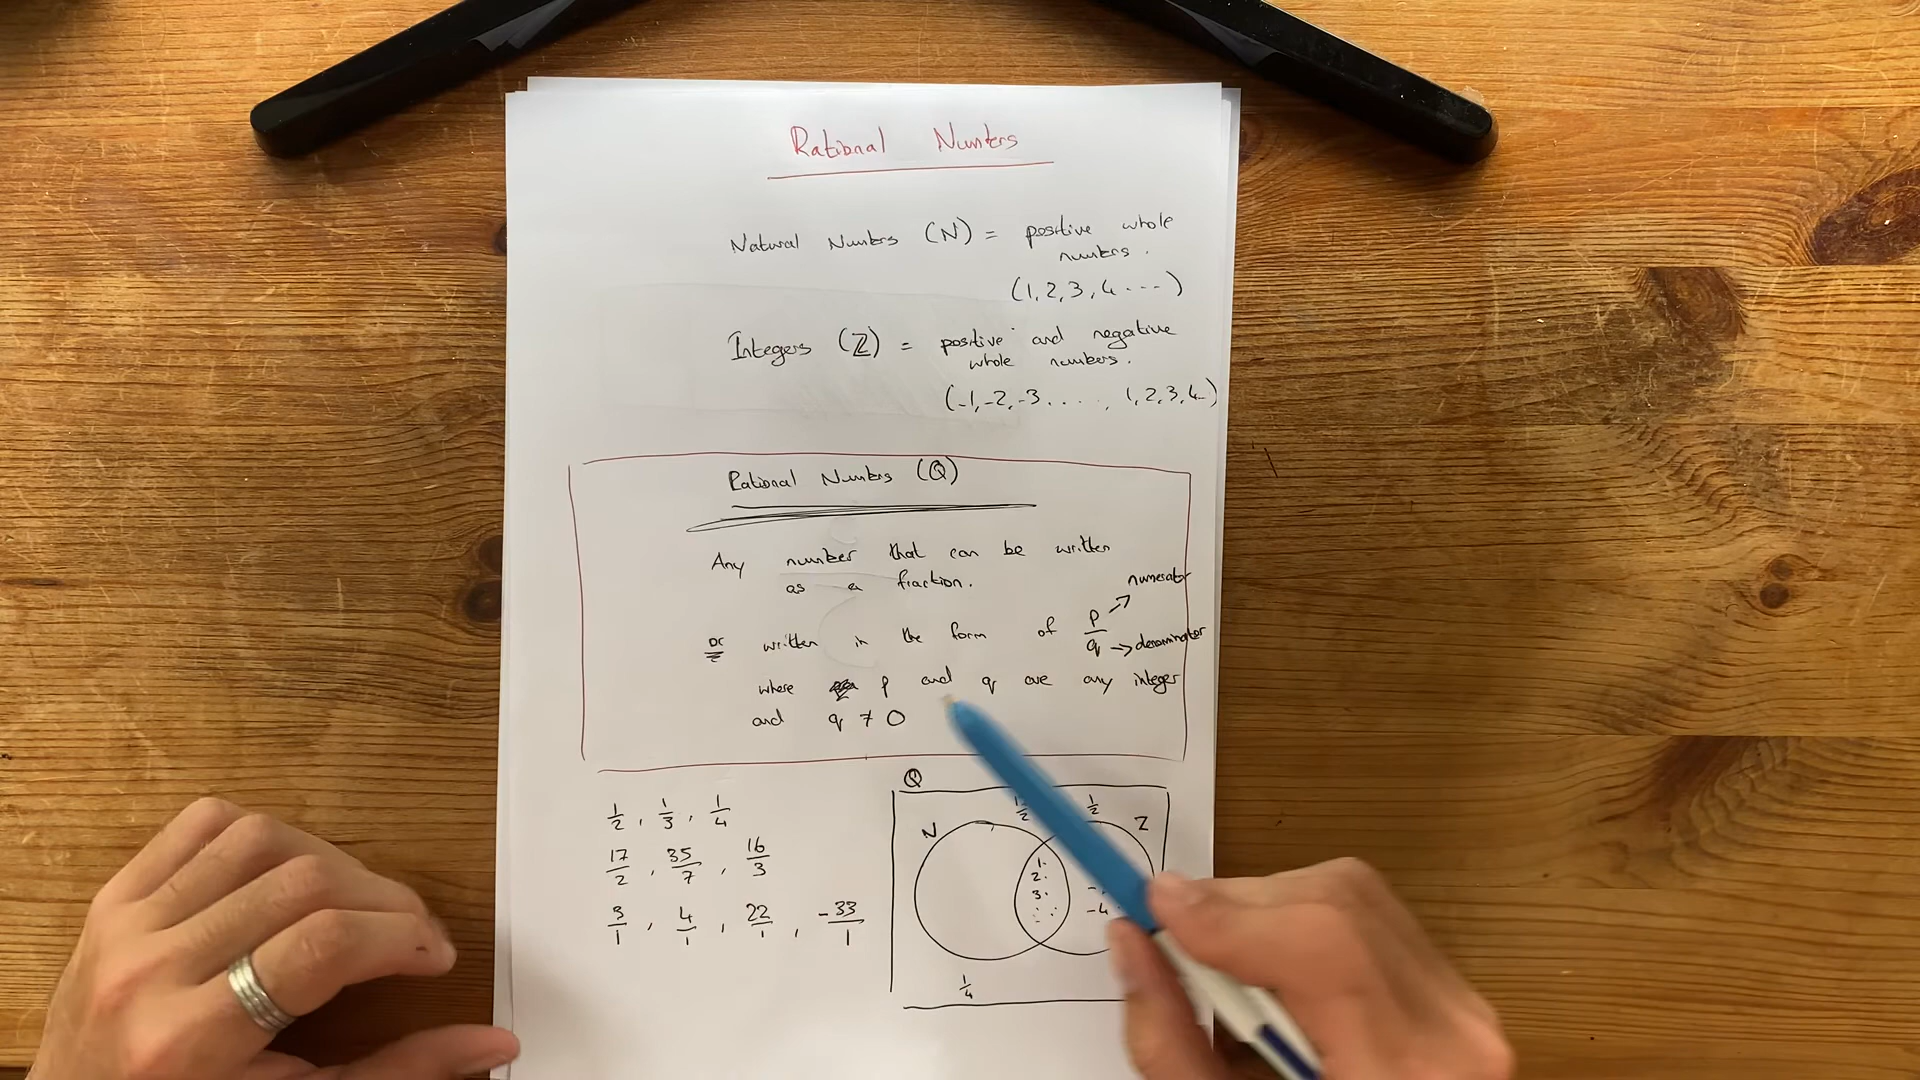 Rational Numbers
Natural Numbers (N) = positive whole
numbers.
(1, 2, 3, 4 ....)
Integers (ℤ) = positive and negative
whole numbers.
(-1, -2, -3 . . . . , 1, 2, 3, 4..)
Rational Numbers (Q)
Any number that can be written
as a fraction.
numerator
or written in the form of p/q
denominator
where p and q are any integer
and q ≠ 0
Q
1/2, 1/3, 1/4
1/2
N Z
17/2, 35/7, 16/3
1.
2.
3.
-4
3/1, 4/1, 22/1, -33/1
1/4